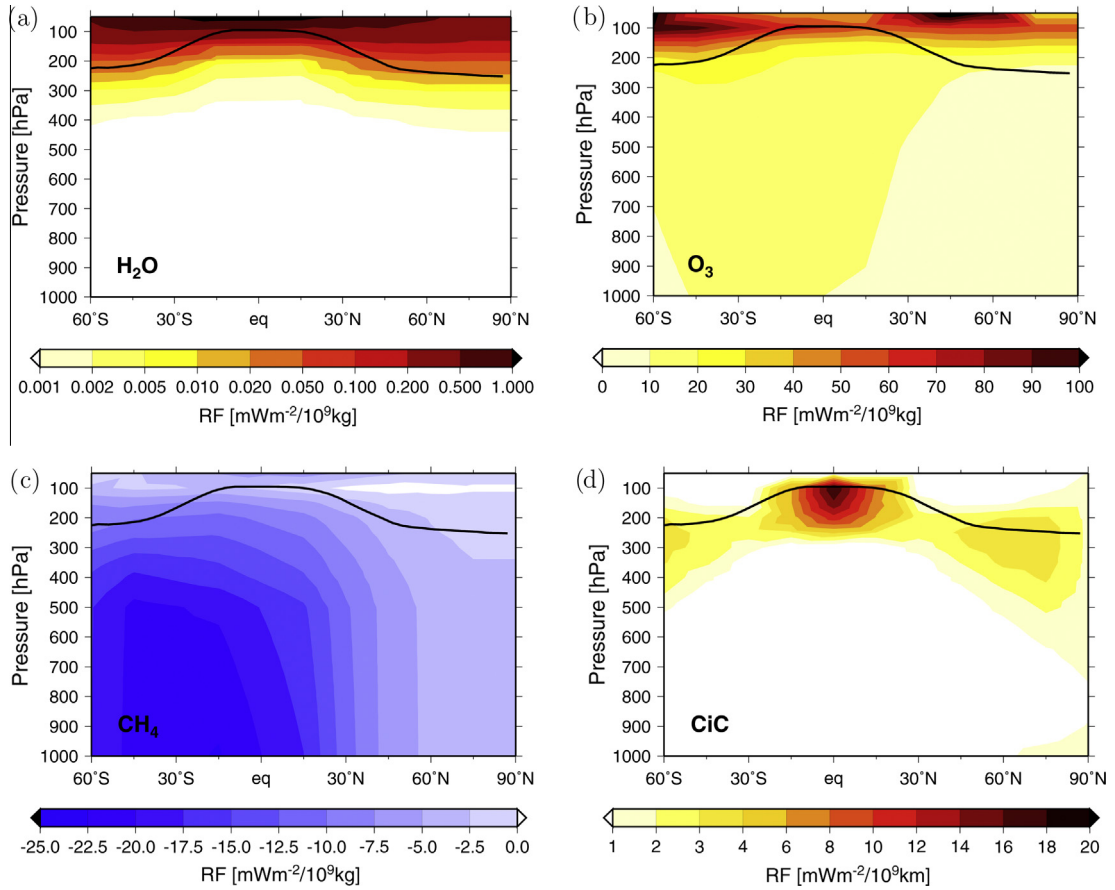 (a)
Pressure [hPa]
100
200
300
400
500
600
700
800
900
1000
H₂O
60˚S 30˚S eq 30˚N 60˚N 90˚N
0.001 0.002 0.005 0.010 0.020 0.050 0.100 0.200 0.500 1.000
RF [mWm⁻²/10⁹kg]
(b)
Pressure [hPa]
100
200
300
400
500
600
700
800
900
1000
O₃
60˚S 30˚S eq 30˚N 60˚N 90˚N
0 10 20 30 40 50 60 70 80 90 100
RF [mWm⁻²/10⁹kg]
(c)
Pressure [hPa]
100
200
300
400
500
600
700
800
900
1000
CH₄
60˚S 30˚S eq 30˚N 60˚N 90˚N
-25.0 -22.5 -20.0 -17.5 -15.0 -12.5 -10.0 -7.5 -5.0 -2.5 0.0
RF [mWm⁻²/10⁹kg]
(d)
Pressure [hPa]
100
200
300
400
500
600
700
800
900
1000
CiC
60˚S 30˚S eq 30˚N 60˚N 90˚N
1 2 3 4 6 8 10 12 14 16 18 20
RF [mWm⁻²/10⁹km]